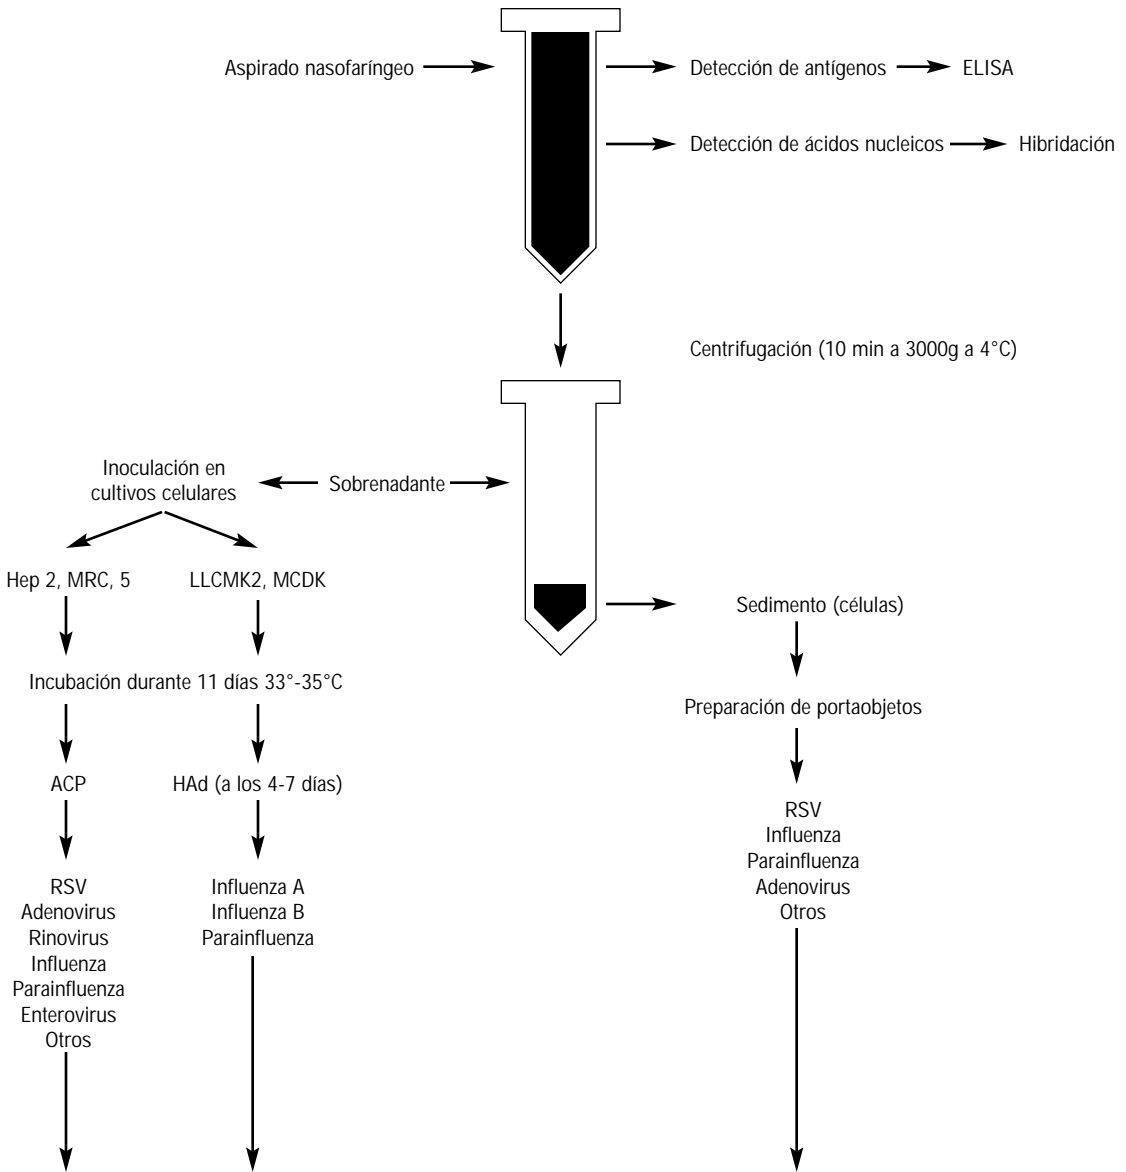 Aspirado nasofaríngeo
Detección de antígenos
ELISA
Detección de ácidos nucleicos
Hibridación
Centrifugación (10 min a 3000g a 4°C)
Inoculación en
cultivos celulares
Sobrenadante
Hep 2, MRC, 5
LLCMK2, MCDK
Sedimento (células)
Incubación durante 11 días 33°-35°C
Preparación de portaobjetos
ACP
HAd (a los 4-7 días)
RSV
Influenza
Parainfluenza
Adenovirus
Otros
RSV
Adenovirus
Rinovirus
Influenza
Parainfluenza
Enterovirus
Otros
Influenza A
Influenza B
Parainfluenza